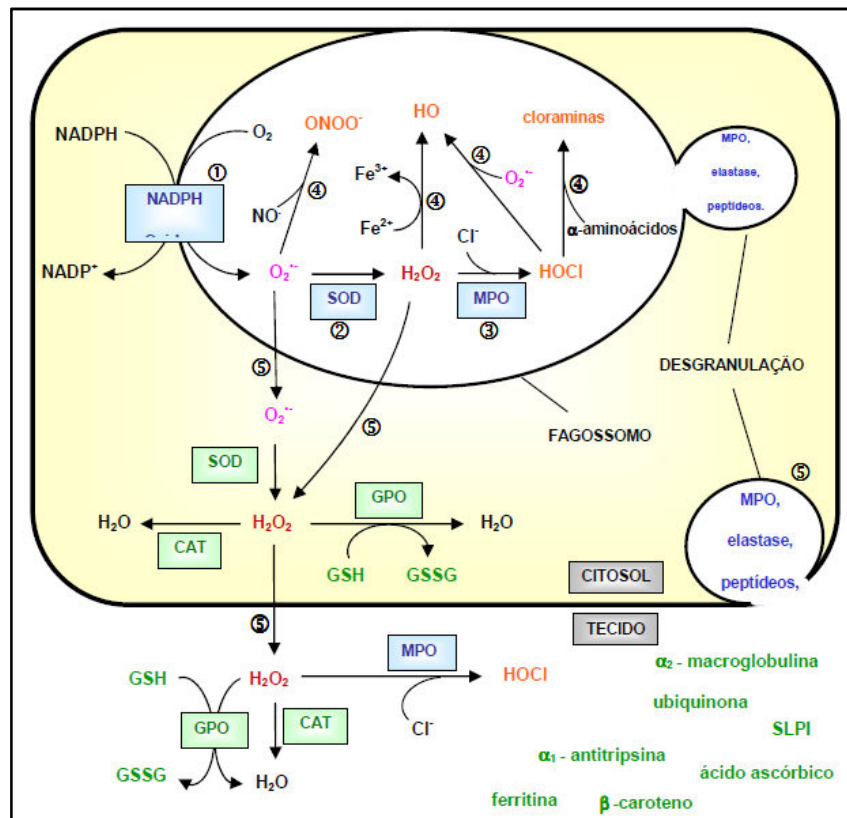 NADPH
O₂
①
NADPH
NADP⁺
ONOO⁻
④
NO·
O₂·⁻
SOD
②
HO
Fe³⁺
④
Fe²⁺
H₂O₂
Cl⁻
MPO
③
④
O₂·⁻
HOCl
cloraminas
④
α-aminoácidos
MPO,
elastase,
peptídeos.
DESGRANULAÇÃO
FAGOSSOMO
⑤
O₂·⁻
⑤
SOD
H₂O
CAT
H₂O₂
GPO
H₂O
GSH
GSSG
⑤
MPO,
elastase,
peptídeos,
CITOSOL
TECIDO
⑤
GSH
H₂O₂
MPO
HOCl
Cl⁻
GPO
CAT
GSSG
H₂O
α₂ - macroglobulina
ubiquinona
SLPI
α₁ - antitripsina
ácido ascórbico
ferritina
β-caroteno